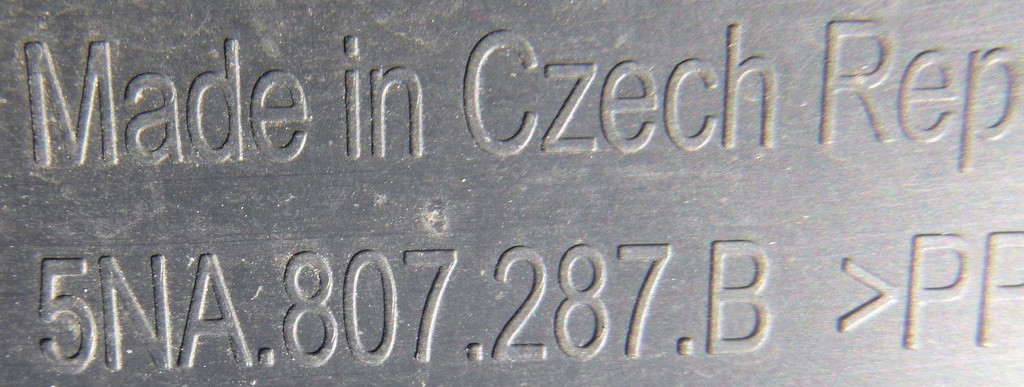 Made in Czech Rep
5NA.807.287.B >PP